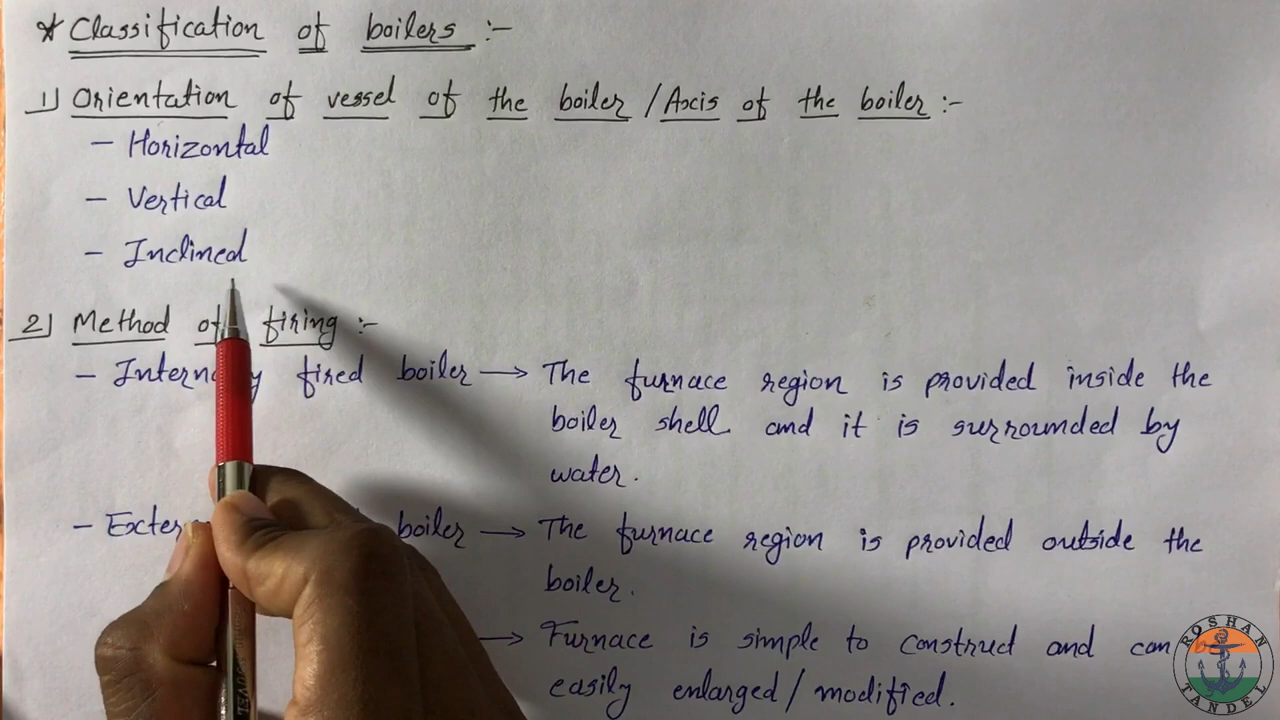 * Classification of boilers :-
1) Orientation of vessel of the boiler / Axis of the boiler :-
- Horizontal
- Vertical
- Inclined
2) Method of firing :-
- fired boiler → The furnace region is provided inside the
boiler shell and it is surrounded by
water.
- boiler → The furnace region is provided outside the
boiler.
→ Furnace is simple to construct and can
easily enlarged / modified.
ROSHAN
TANDEL